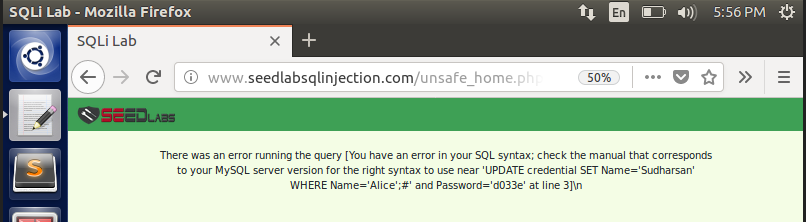 SQLi Lab - Mozilla Firefox
En
5:56 PM
SQLi Lab
www.seedlabsqlinjection.com/unsafe_home.php
50%
SEEDLABS
There was an error running the query [You have an error in your SQL syntax; check the manual that corresponds
to your MySQL server version for the right syntax to use near 'UPDATE credential SET Name='Sudharsan'
WHERE Name='Alice';#' and Password='d033e' at line 3]\n